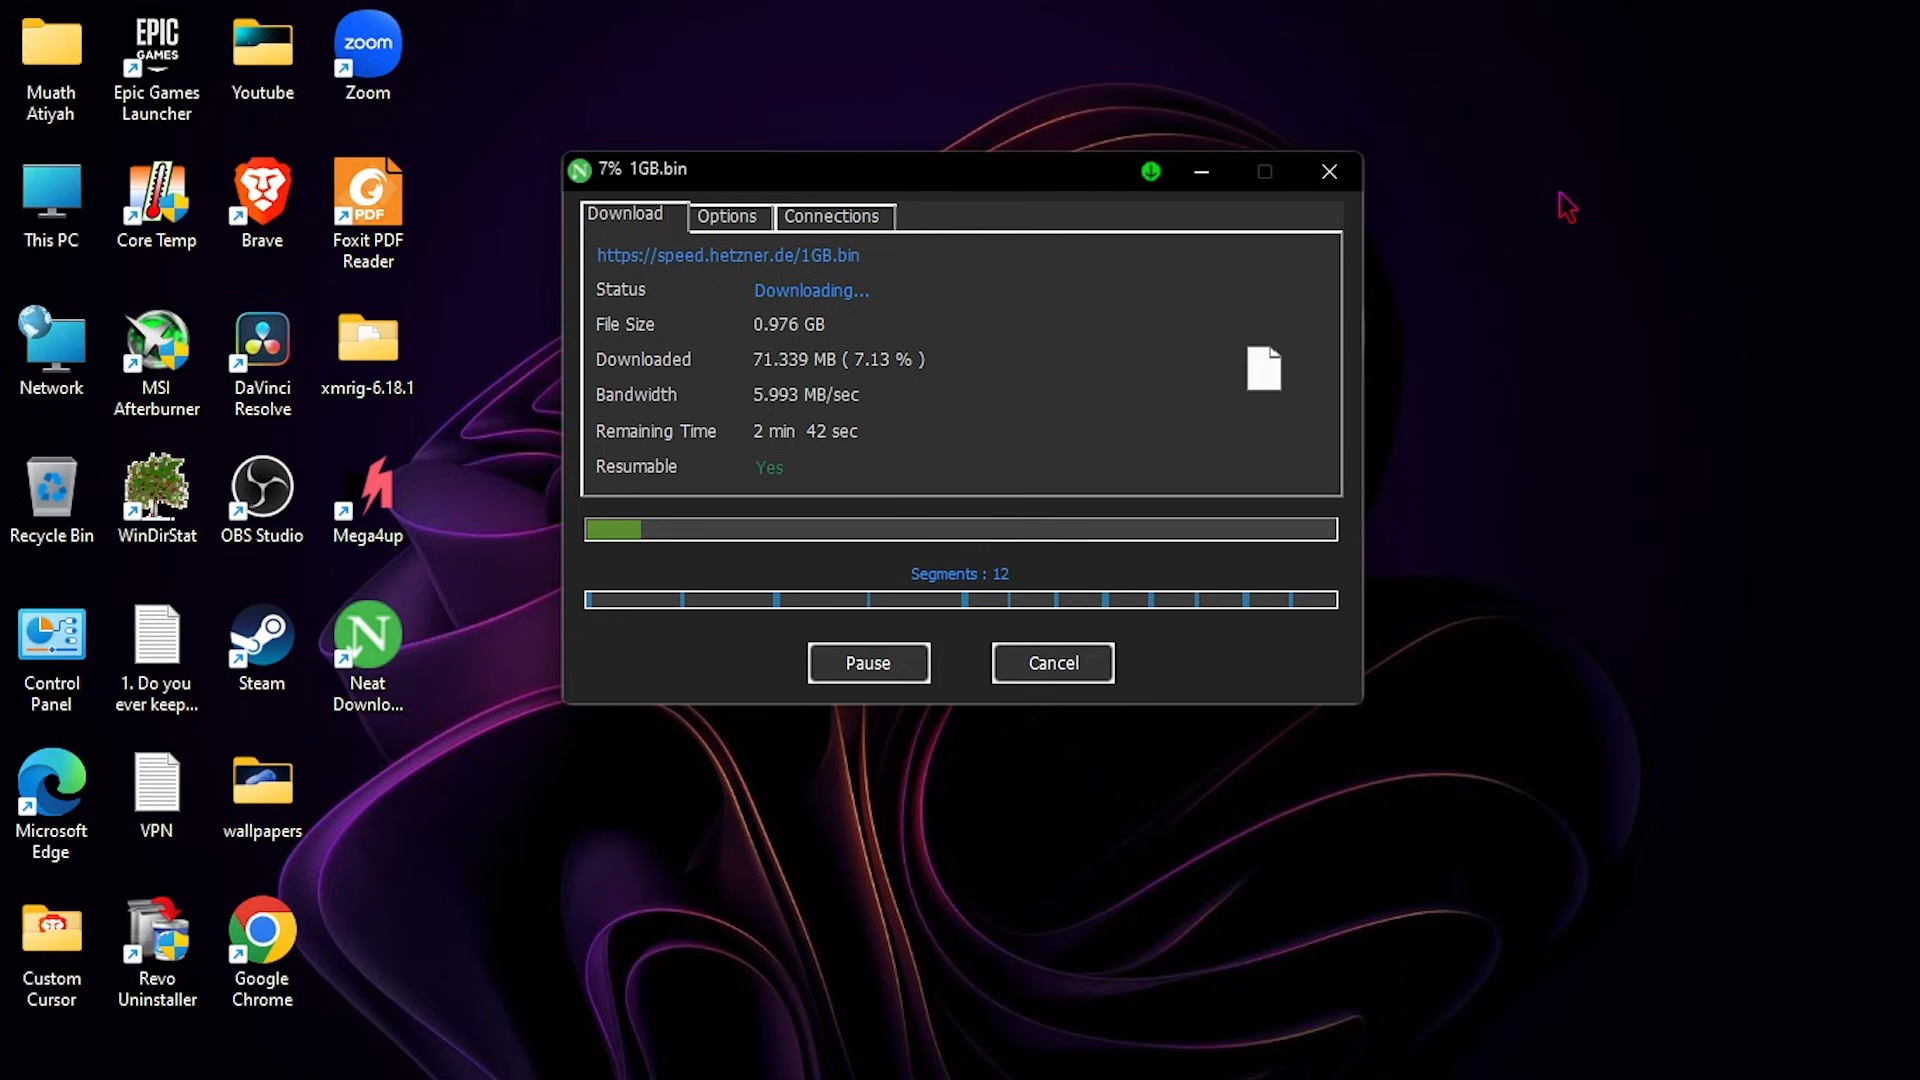 Muath
Atiyah
EPIC
GAMES
Epic Games
Launcher
Youtube
zoom
Zoom
This PC
Core Temp
Brave
PDF
Foxit PDF
Reader
Network
MSI
Afterburner
DaVinci
Resolve
xmrig-6.18.1
Recycle Bin
WinDirStat
OBS Studio
Mega4up
Control
Panel
1. Do you
ever keep...
Steam
N
Neat
Downlo...
Microsoft
Edge
VPN
wallpapers
Custom
Cursor
Revo
Uninstaller
Google
Chrome
N 7% 1GB.bin
Download Options Connections
https://speed.hetzner.de/1GB.bin
Status Downloading...
File Size 0.976 GB
Downloaded 71.339 MB ( 7.13 % )
Bandwidth 5.993 MB/sec
Remaining Time 2 min 42 sec
Resumable Yes
Segments : 12
Pause Cancel